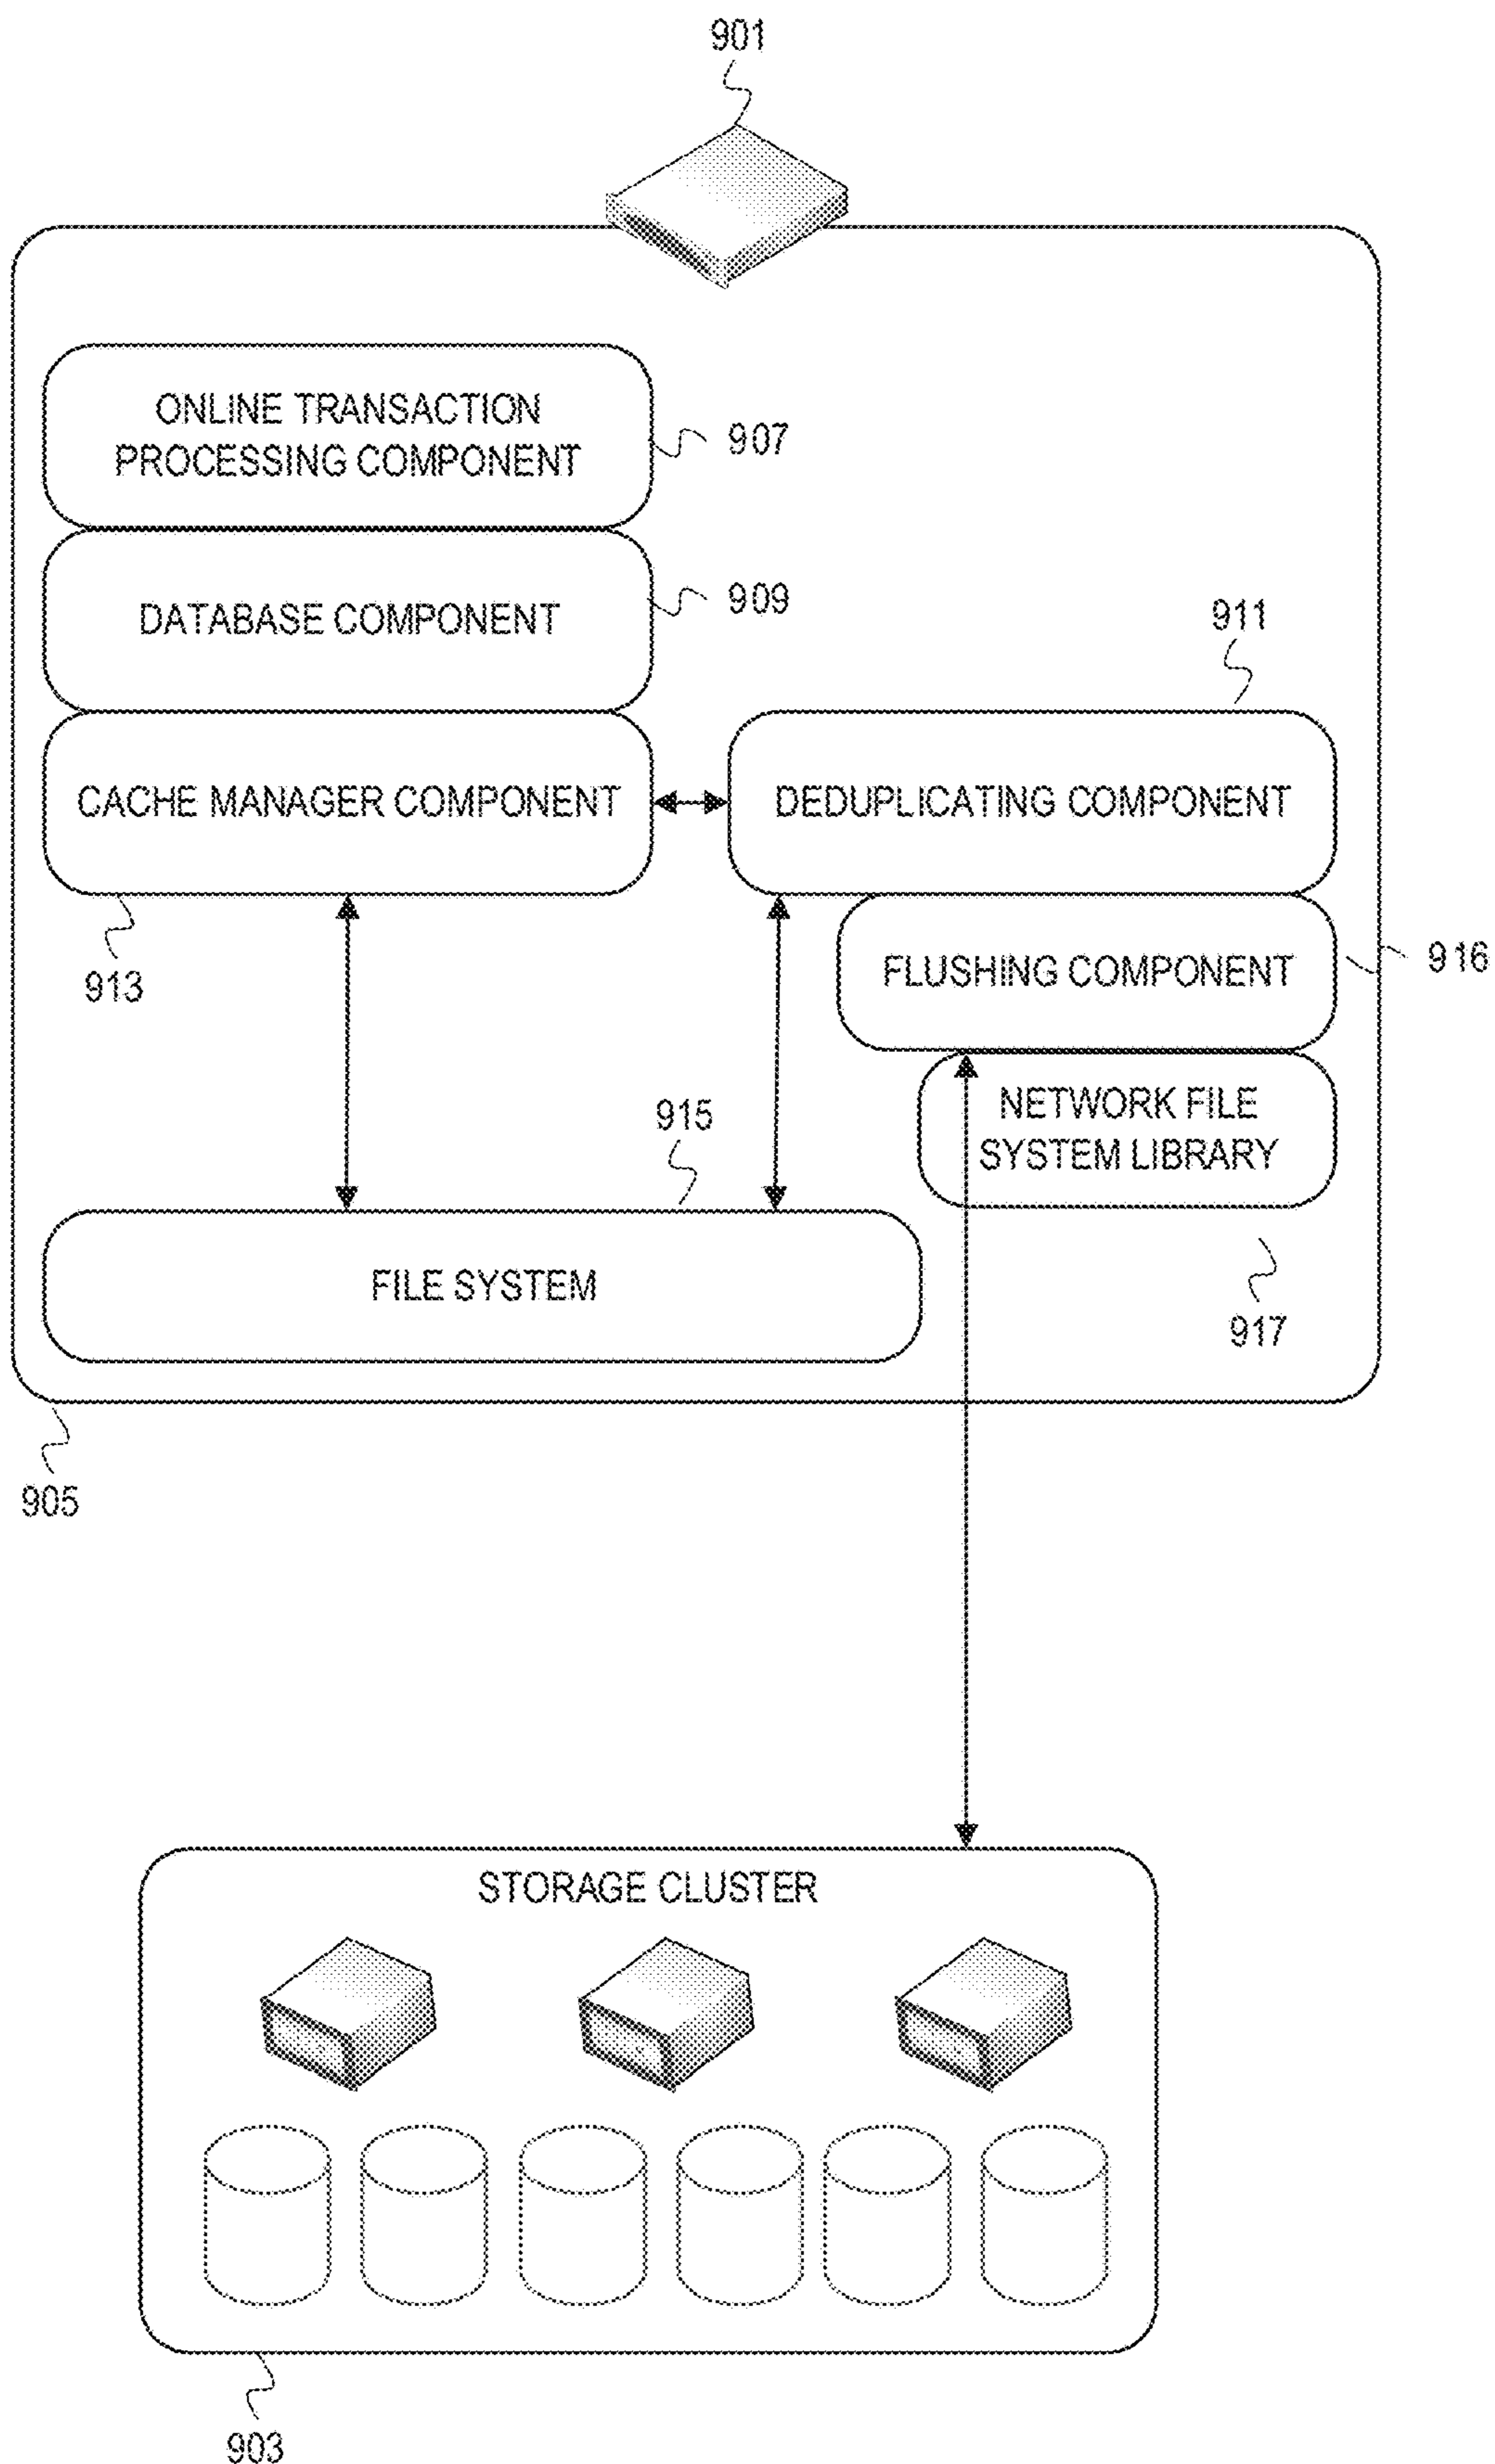 901
ONLINE TRANSACTION
PROCESSING COMPONENT
907
DATABASE COMPONENT
909
911
CACHE MANAGER COMPONENT
DEDUPLICATING COMPONENT
913
FLUSHING COMPONENT
916
NETWORK FILE
SYSTEM LIBRARY
915
FILE SYSTEM
917
905
STORAGE CLUSTER
903